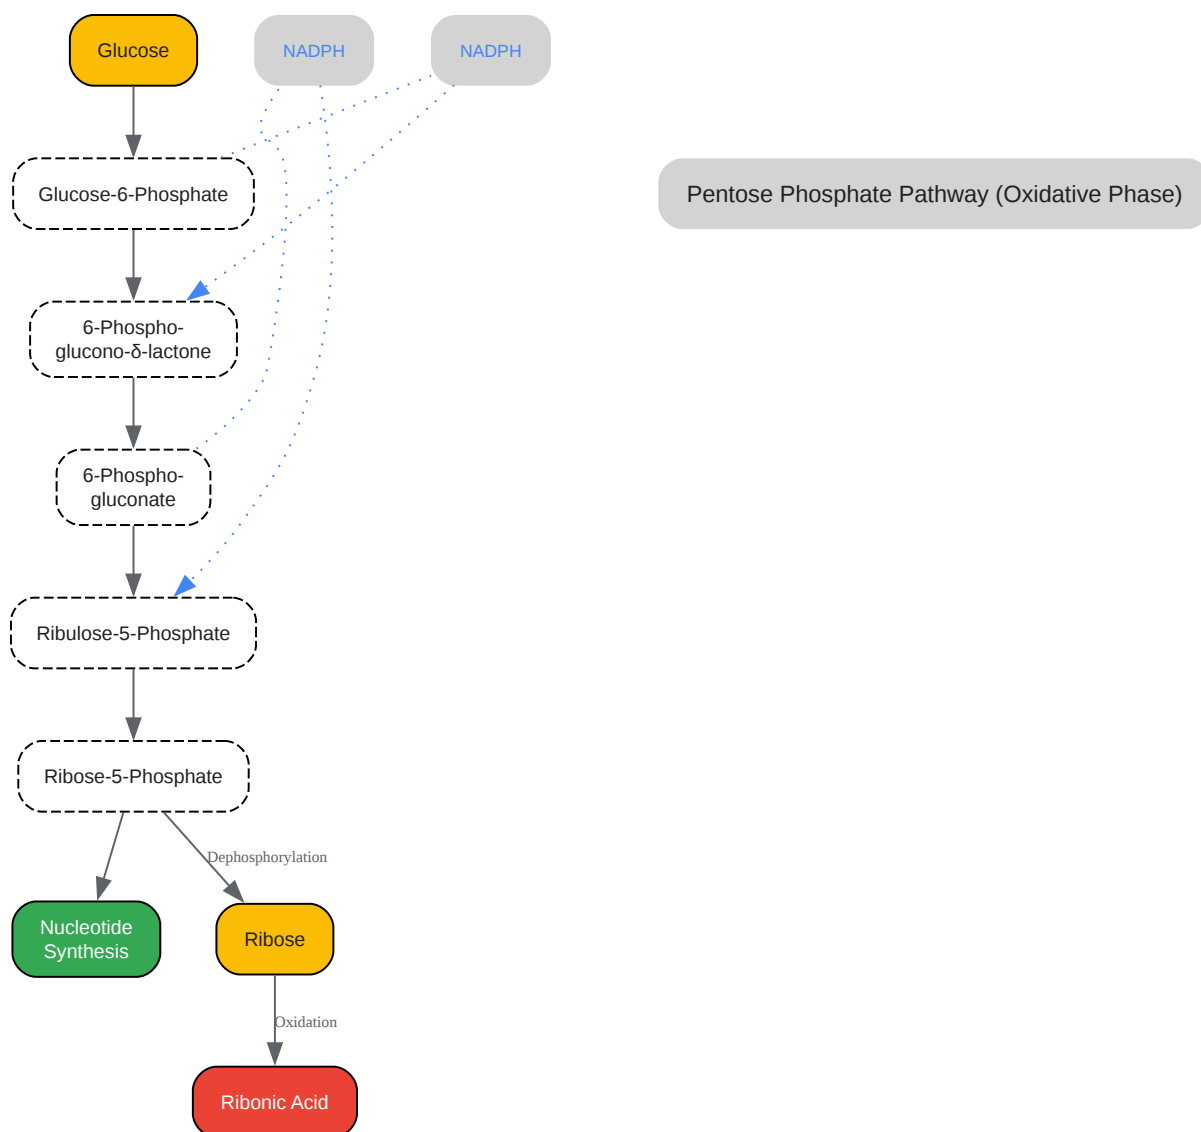 Glucose
NADPH
NADPH
Glucose-6-Phosphate
Pentose Phosphate Pathway (Oxidative Phase)
6-Phospho-
glucono-δ-lactone
6-Phospho-
gluconate
Ribulose-5-Phosphate
Ribose-5-Phosphate
Dephosphorylation
Nucleotide
Synthesis
Ribose
Oxidation
Ribonic Acid